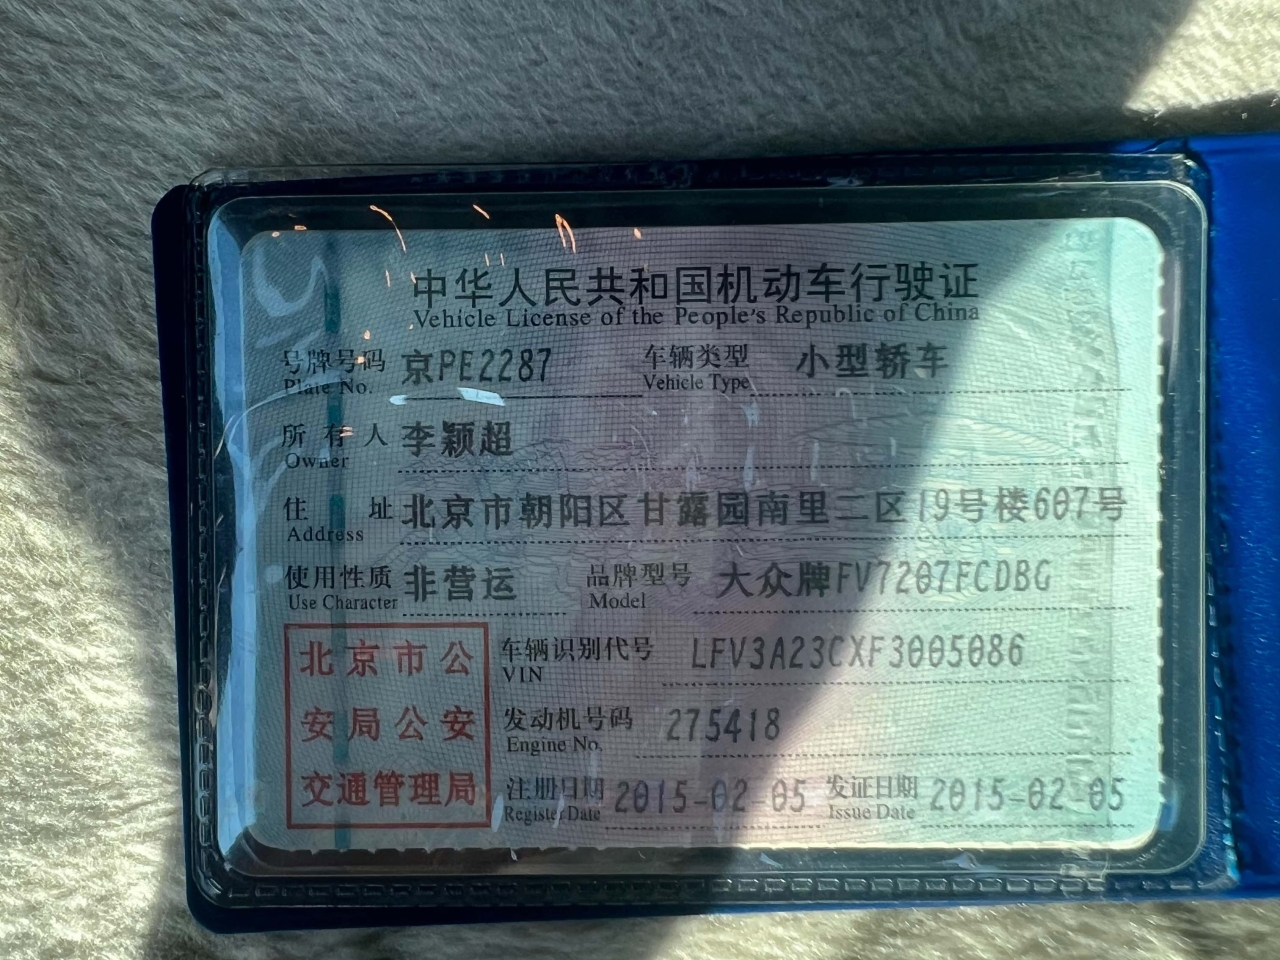 中华人民共和国机动车行驶证
Vehicle License of the People's Republic of China
号牌号码 京PE2287 车辆类型 小型轿车
Plate No. Vehicle Type
所有人 李颖超
Owner
住址 北京市朝阳区甘露园南里二区19号楼607号
Address
使用性质 非营运 品牌型号 大众牌FV7207FCDBG
Use Character Model
北京市公
安局公安
交通管理局
车辆识别代号 LFV3A23CXF3005086
VIN
发动机号码 275418
Engine No.
注册日期 2015-02-05 发证日期 2015-02-05
Register Date Issue Date